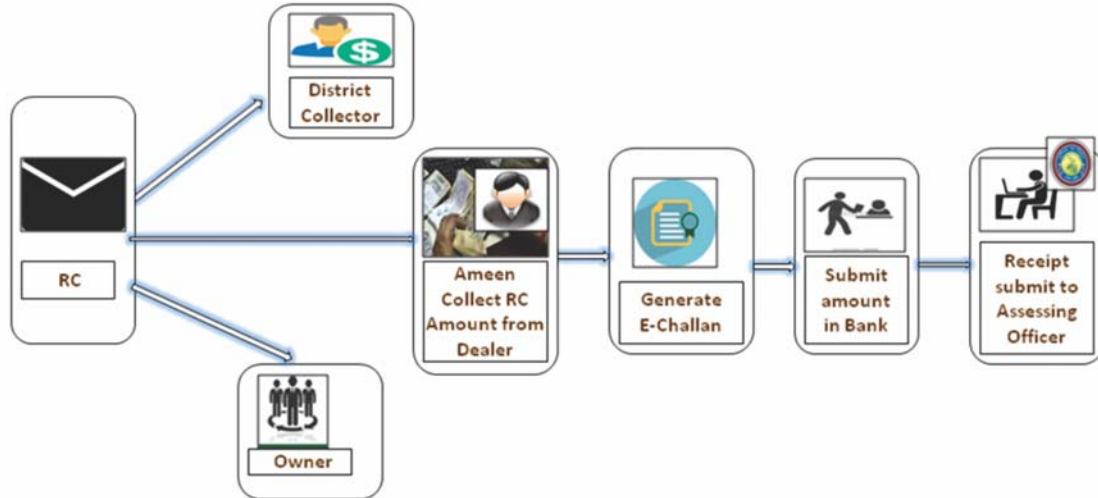 District
Collector
RC
Ameen
Collect RC
Amount from
Dealer
Generate
E-Challan
Submit
amount
in Bank
Receipt
submit to
Assessing
Officer
Owner